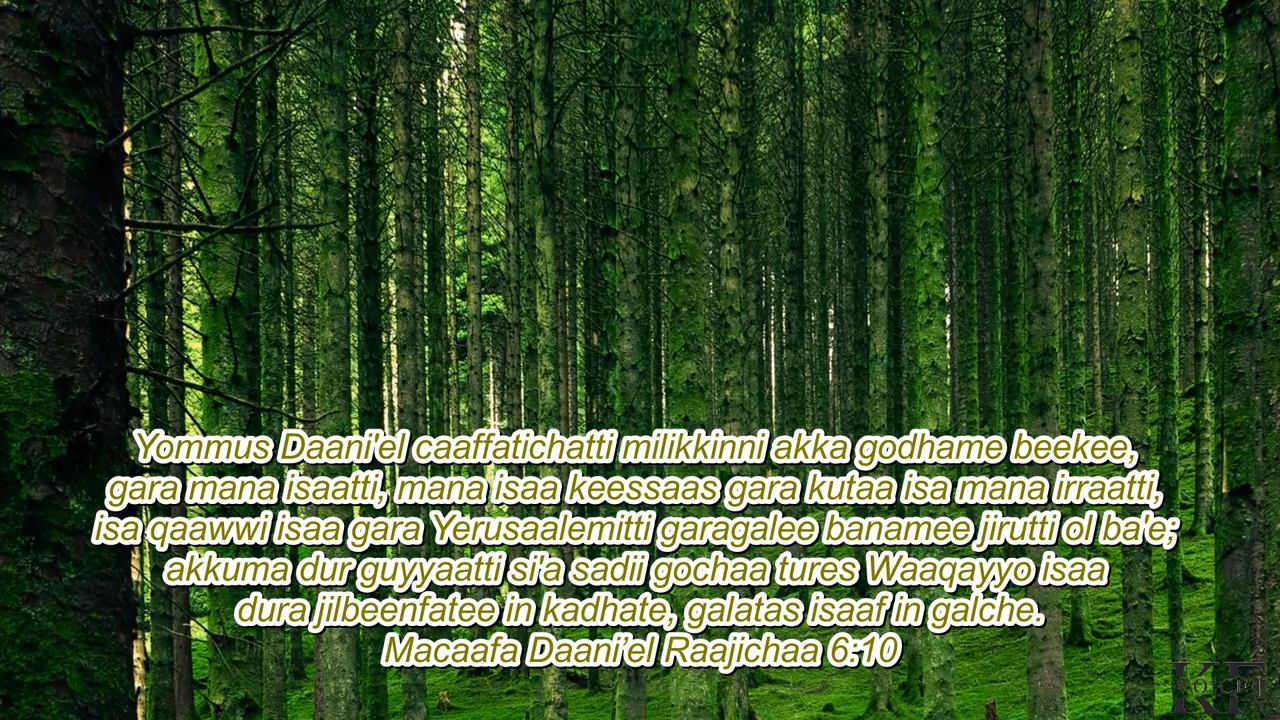 Yommus Daani'el caaffatichatti milikkinni akka godhame beekee,
gara mana isaatti, mana isaa keessaas gara kutaa isa mana irraatti,
isa qaawwi isaa gara Yerusaalemitti garagalee banamee jirutti ol ba'e;
akkuma dur guyyaatti si'a sadii gochaa tures Waaqayyo isaa
dura jilbeenfatee in kadhate, galatas isaaf in galche.
Macaafa Daani'el Raajichaa 6:10